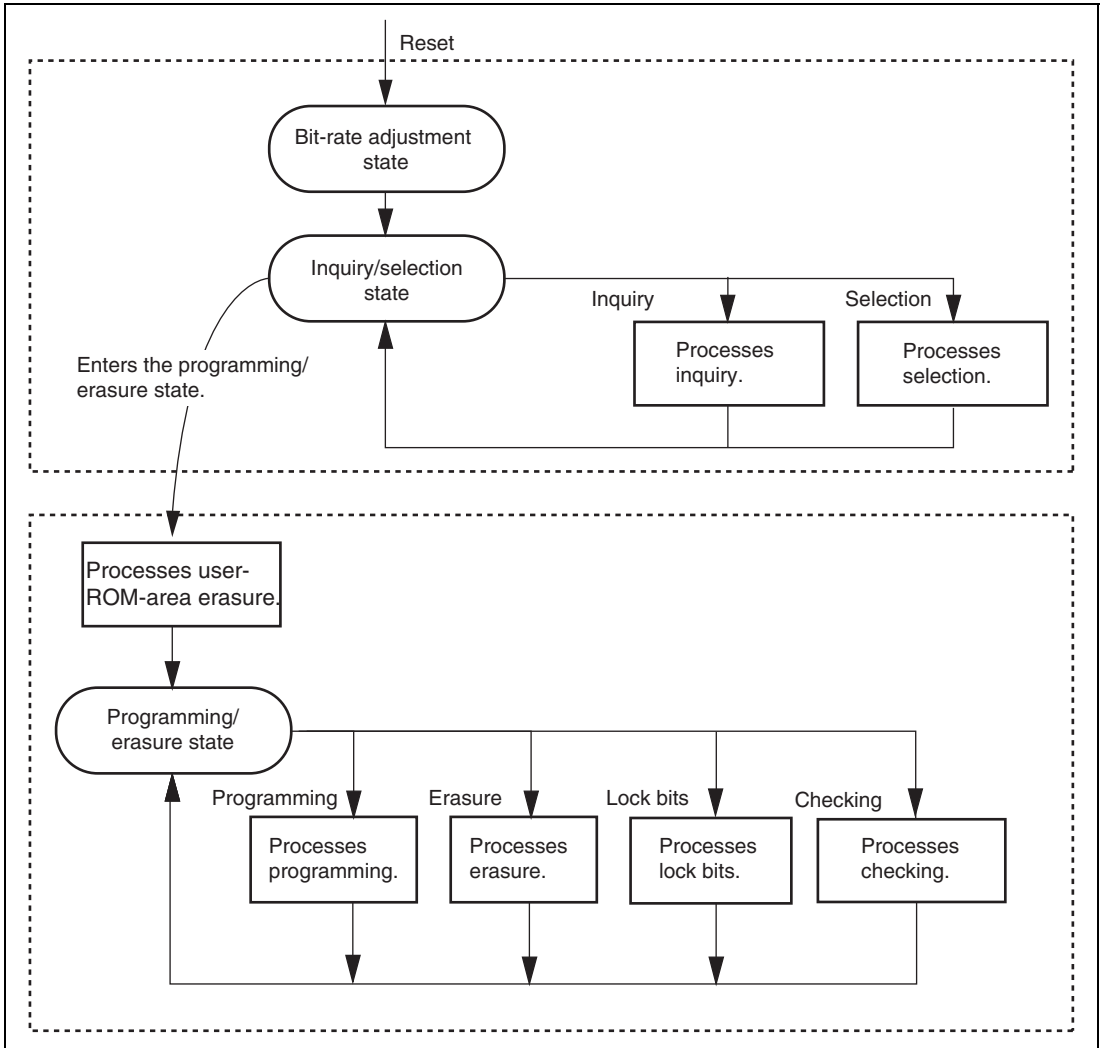 Reset
Bit-rate adjustment
state
Inquiry/selection
state
Inquiry
Selection
Processes
inquiry.
Processes
selection.
Enters the programming/
erasure state.
Processes user-
ROM-area erasure.
Programming/
erasure state
Programming
Erasure
Lock bits
Checking
Processes
programming.
Processes
erasure.
Processes
lock bits.
Processes
checking.